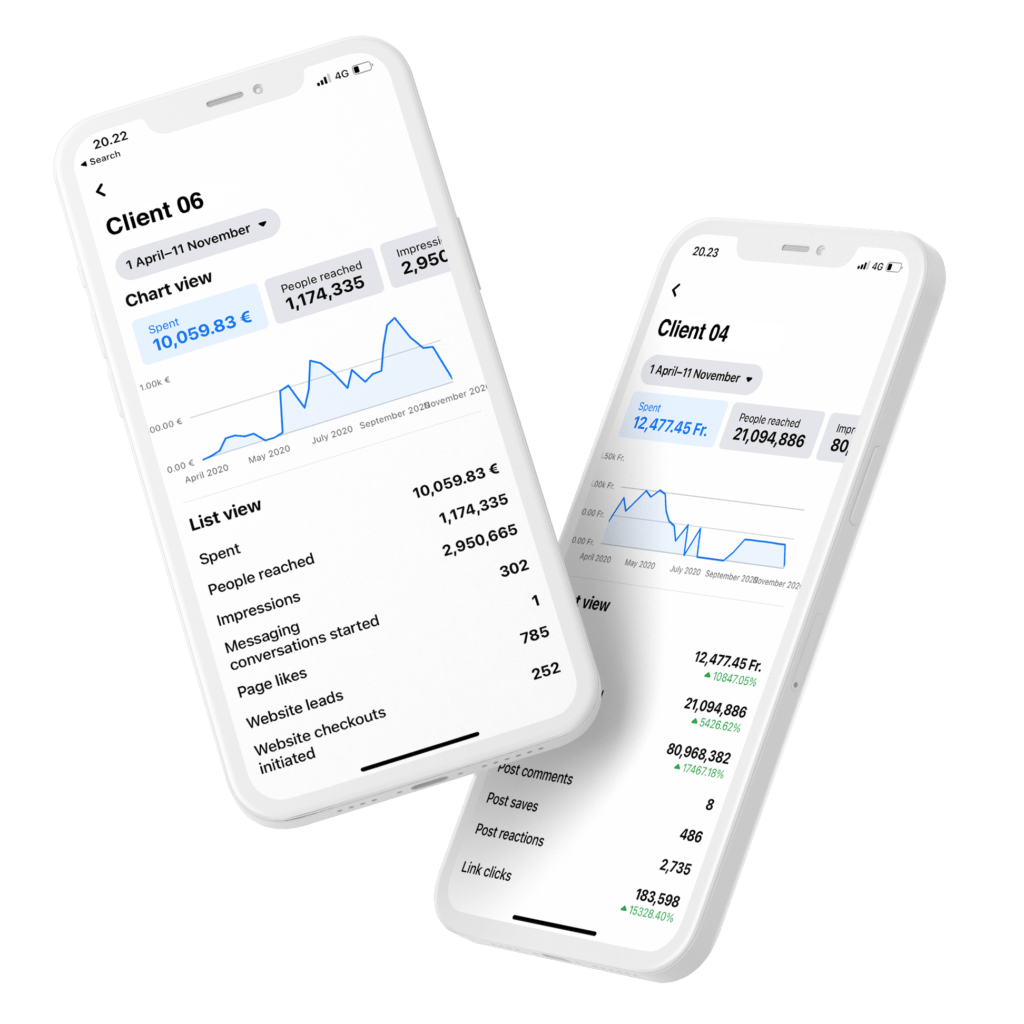 20.22
4G
Search
Client 06
1 April–11 November
Chart view
Spent
10,059.83 €
People reached
1,174,335
Impressi
2,950
1.00k €
00.00 €
0.00 €
April 2020
May 2020
July 2020
September 2020
November 2020
List view
Spent
10,059.83 €
People reached
1,174,335
Impressions
2,950,665
Messaging
conversations started
302
Page likes
1
Website leads
785
Website checkouts
initiated
252
20.23
4G
Client 04
1 April–11 November
Spent
12,477.45 Fr.
People reached
21,094,886
Impr
80,
.50k Fr.
.00k Fr.
0.00 Fr.
0.00 Fr.
April 2020
May 2020
July 2020
September 2020
November 2020
t view
12,477.45 Fr.
10847.05%
21,094,886
5426.62%
80,968,382
17467.18%
Post comments
8
Post saves
486
Post reactions
2,735
Link clicks
183,598
15328.40%